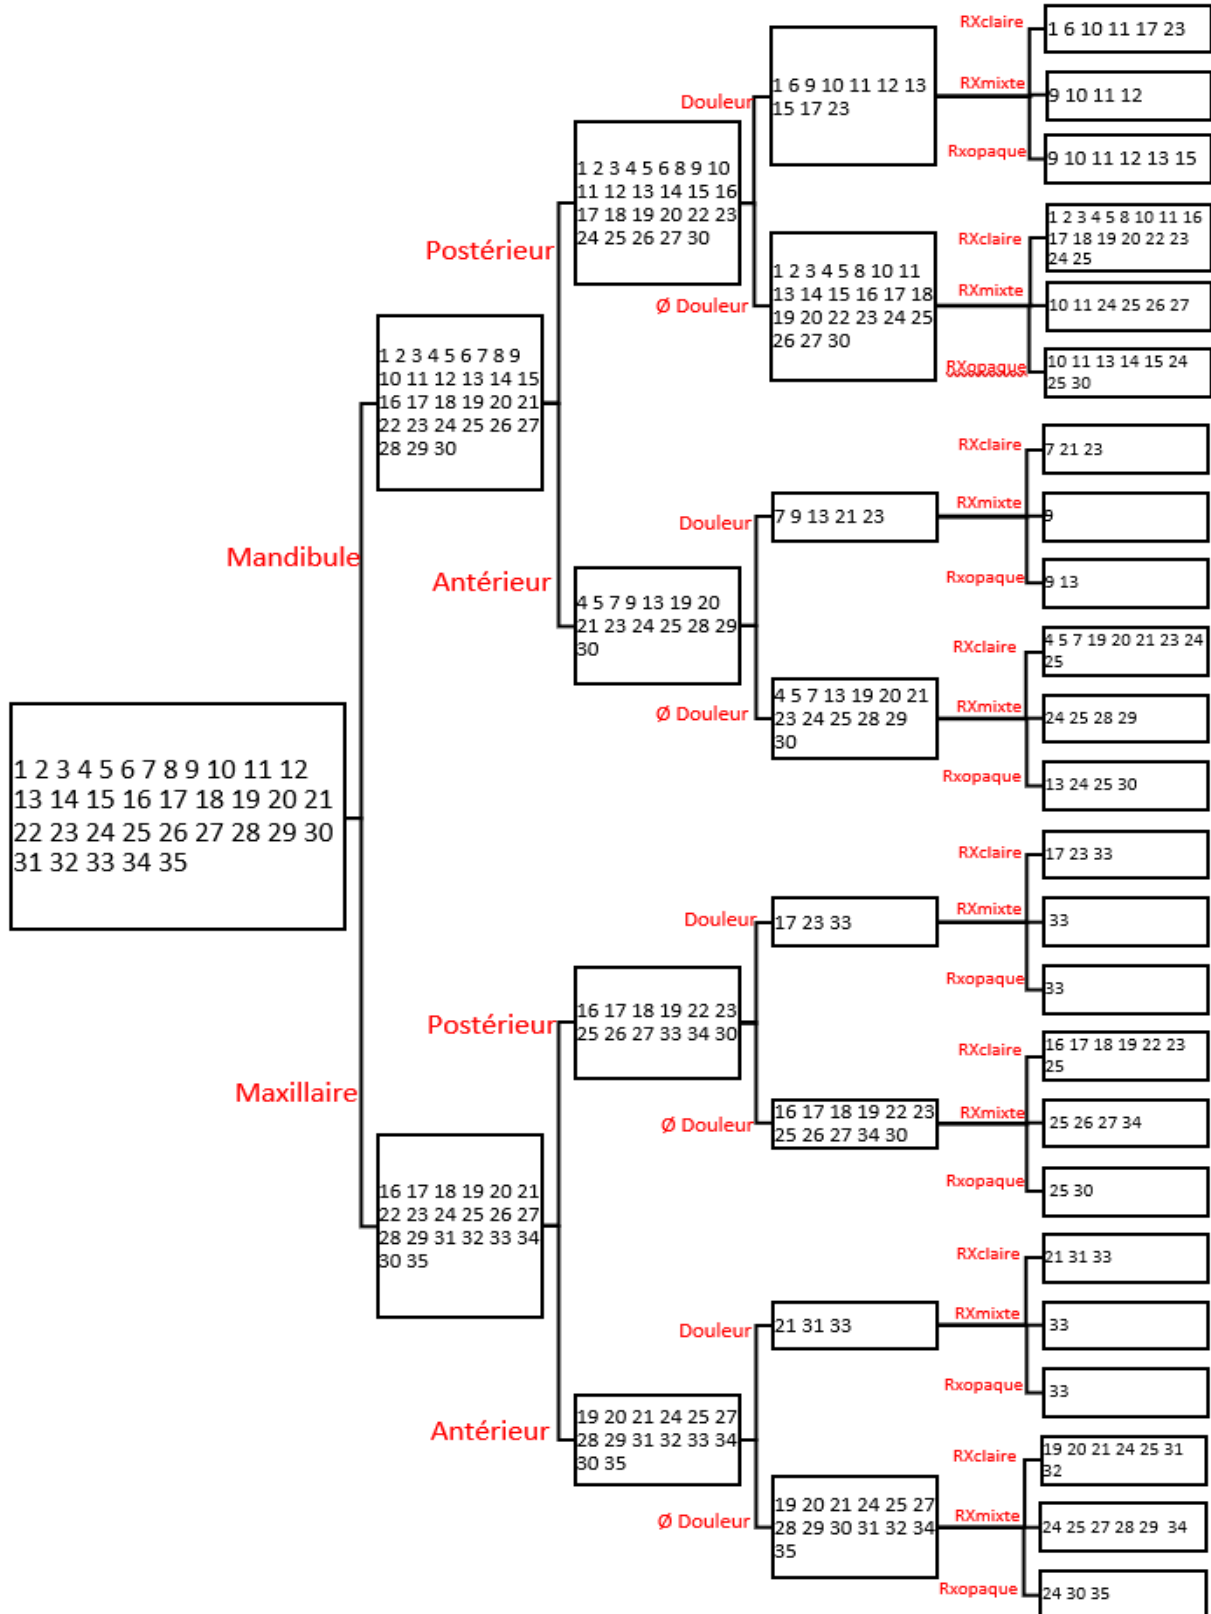 1 2 3 4 5 6 7 8 9 10 11 12
13 14 15 16 17 18 19 20 21
22 23 24 25 26 27 28 29 30
31 32 33 34 35
Mandibule
1 2 3 4 5 6 7 8 9
10 11 12 13 14 15
16 17 18 19 20 21
22 23 24 25 26 27
28 29 30
Postérieur
1 2 3 4 5 6 8 9 10
11 12 13 14 15 16
17 18 19 20 22 23
24 25 26 27 30
Douleur
1 6 9 10 11 12 13
15 17 23
RXclaire
1 6 10 11 17 23
RXmixte
9 10 11 12
Rxopaque
9 10 11 12 13 15
Ø Douleur
1 2 3 4 5 8 10 11
13 14 15 16 17 18
19 20 22 23 24 25
26 27 30
RXclaire
1 2 3 4 5 8 10 11 16
17 18 19 20 22 23
24 25
RXmixte
10 11 24 25 26 27
RXopaque
10 11 13 14 15 24
25 30
Antérieur
4 5 7 9 13 19 20
21 23 24 25 28 29
30
Douleur
7 9 13 21 23
RXclaire
7 21 23
RXmixte
9
Rxopaque
9 13
Ø Douleur
4 5 7 13 19 20 21
23 24 25 28 29
30
RXclaire
4 5 7 19 20 21 23 24
25
RXmixte
24 25 28 29
Rxopaque
13 24 25 30
Maxillaire
16 17 18 19 20 21
22 23 24 25 26 27
28 29 31 32 33 34
30 35
Postérieur
16 17 18 19 22 23
25 26 27 33 34 30
Douleur
17 23 33
RXclaire
17 23 33
RXmixte
33
Rxopaque
33
Ø Douleur
16 17 18 19 22 23
25 26 27 34 30
RXclaire
16 17 18 19 22 23
25
RXmixte
25 26 27 34
Rxopaque
25 30
Antérieur
19 20 21 24 25 27
28 29 31 32 33 34
30 35
Douleur
21 31 33
RXclaire
21 31 33
RXmixte
33
Rxopaque
33
Ø Douleur
19 20 21 24 25 27
28 29 30 31 32 34
35
RXclaire
19 20 21 24 25 31
32
RXmixte
24 25 27 28 29 34
Rxopaque
24 30 35